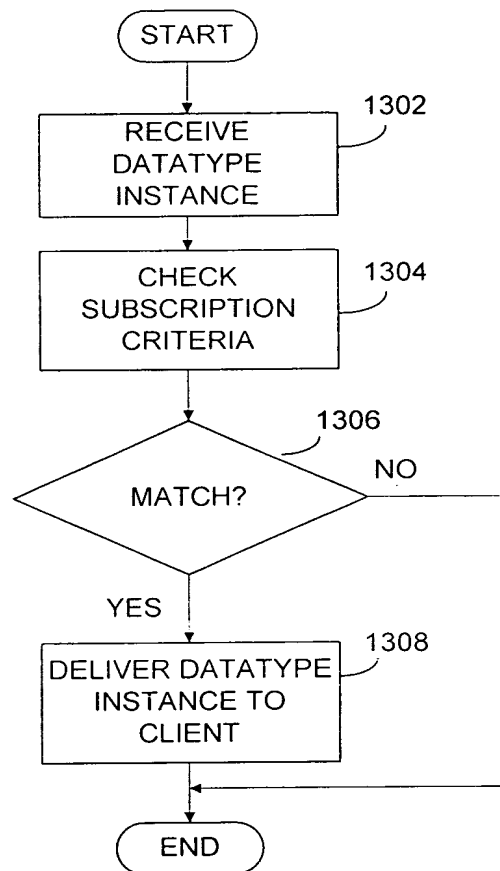 START
1302
RECEIVE
DATATYPE
INSTANCE
1304
CHECK
SUBSCRIPTION
CRITERIA
1306
NO
MATCH?
YES
1308
DELIVER DATATYPE
INSTANCE TO
CLIENT
END